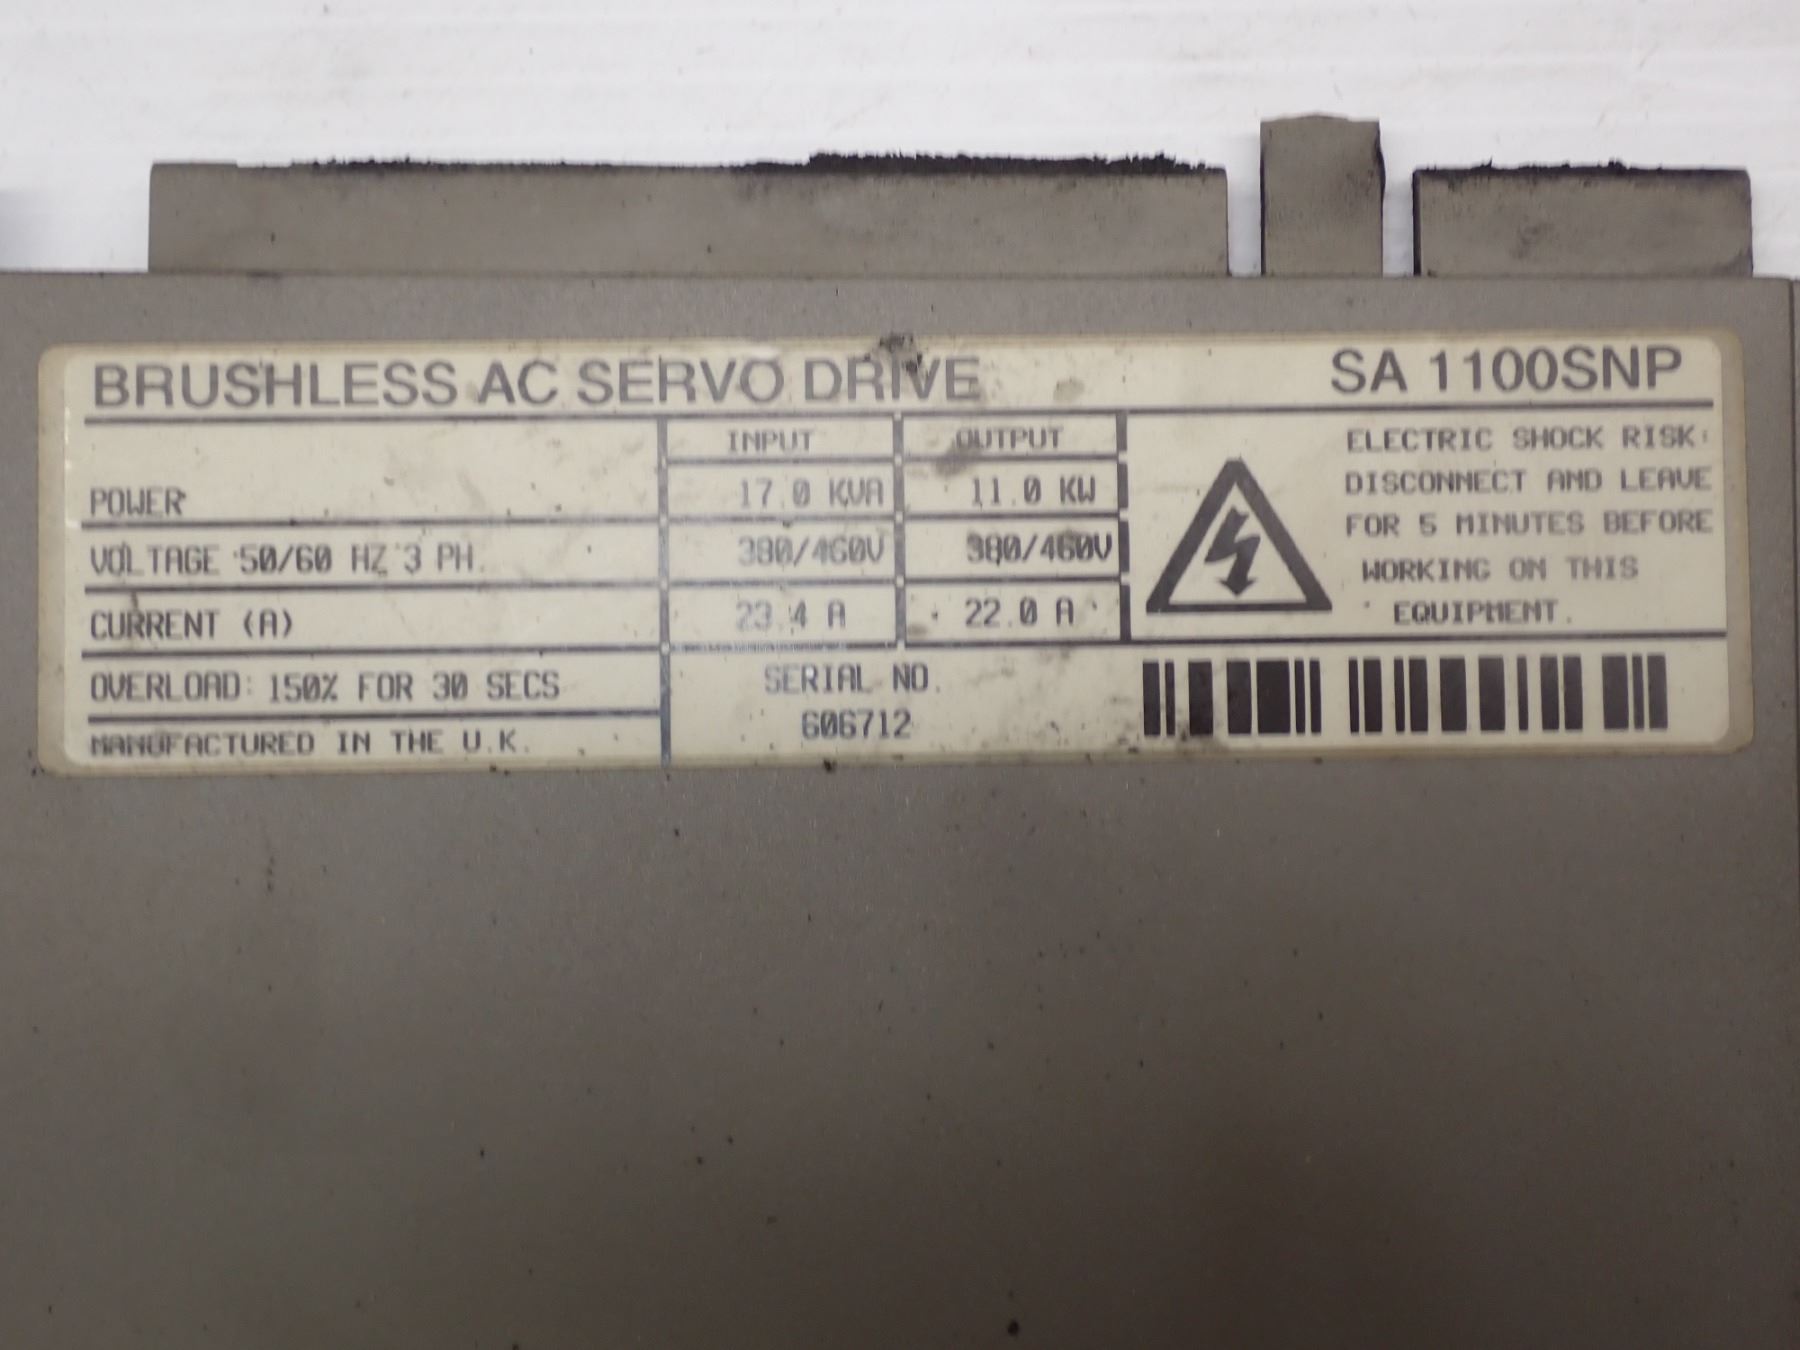 BRUSHLESS AC SERVO DRIVE SA 1100SNP
INPUT OUTPUT
POWER 17.0 KVA 11.0 KW
VOLTAGE 50/60 HZ 3 PH. 380/460V 380/460V
CURRENT (A) 23.4 A 22.0 A
OVERLOAD: 150% FOR 30 SECS
MANUFACTURED IN THE U.K.
SERIAL NO.
606712
ELECTRIC SHOCK RISK:
DISCONNECT AND LEAVE
FOR 5 MINUTES BEFORE
WORKING ON THIS
EQUIPMENT.